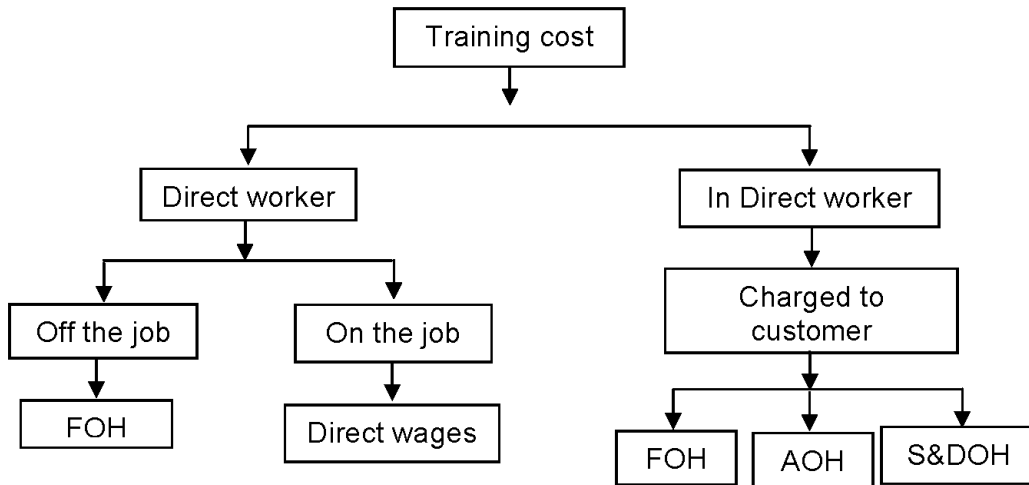 Training cost
Direct worker
In Direct worker
Off the job
On the job
Charged to
customer
FOH
Direct wages
FOH
AOH
S&DOH